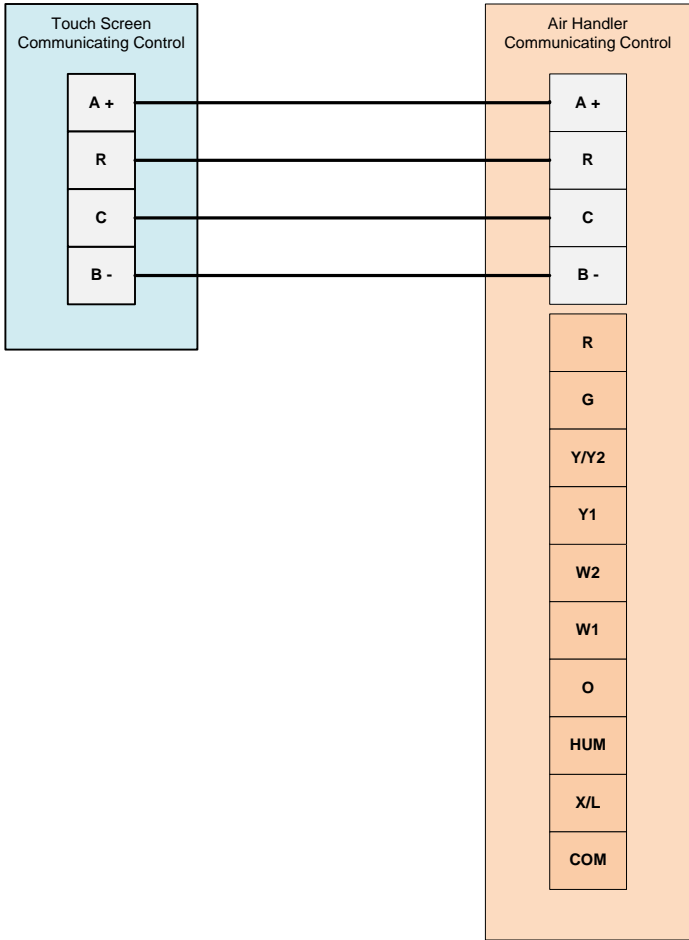 Touch Screen
Communicating Control
A +
R
C
B -
Air Handler
Communicating Control
A +
R
C
B -
R
G
Y/Y2
Y1
W2
W1
O
HUM
X/L
COM